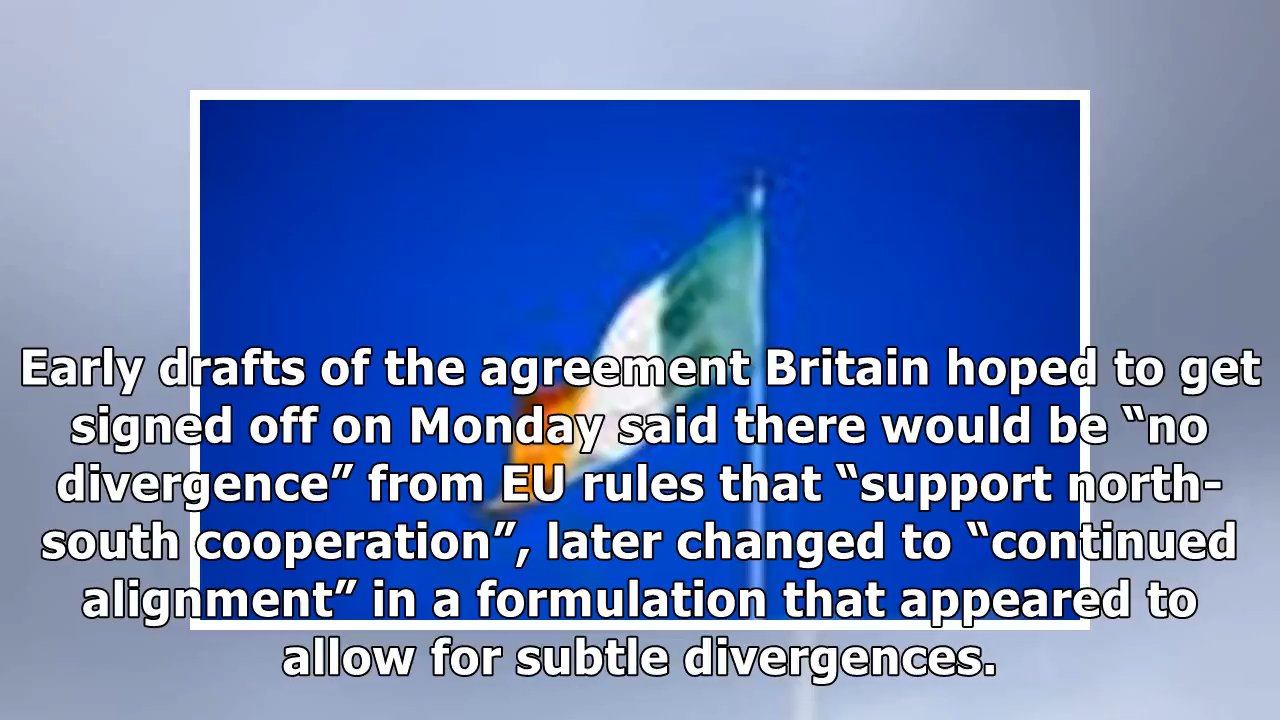 Early drafts of the agreement Britain hoped to get
signed off on Monday said there would be “no
divergence” from EU rules that “support north-
south cooperation”, later changed to “continued
alignment” in a formulation that appeared to
allow for subtle divergences.